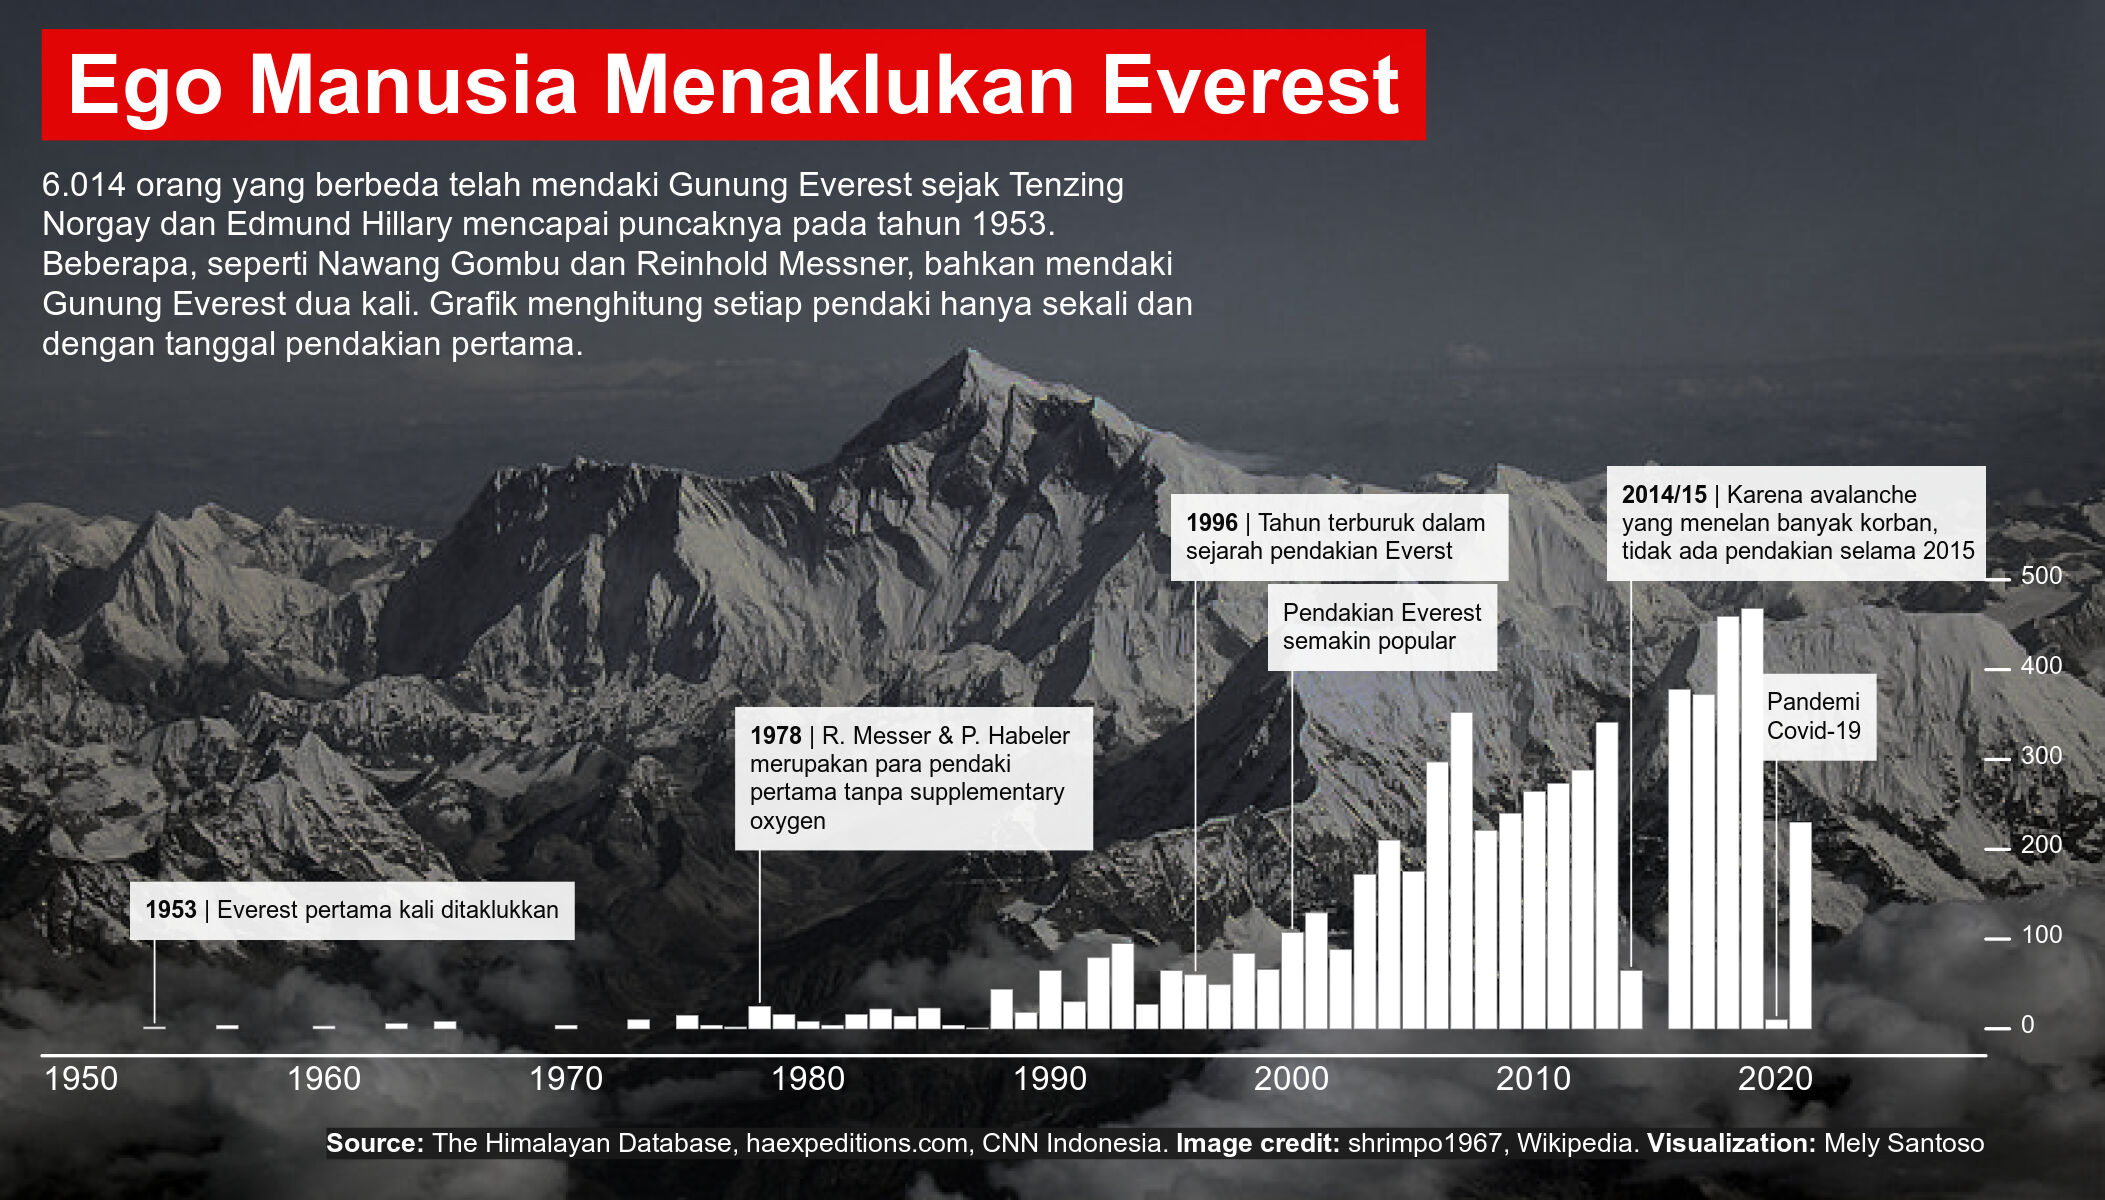 Ego Manusia Menaklukan Everest
6.014 orang yang berbeda telah mendaki Gunung Everest sejak Tenzing
Norgay dan Edmund Hillary mencapai puncaknya pada tahun 1953.
Beberapa, seperti Nawang Gombu dan Reinhold Messner, bahkan mendaki
Gunung Everest dua kali. Grafik menghitung setiap pendaki hanya sekali dan
dengan tanggal pendakian pertama.
2014/15 | Karena avalanche
yang menelan banyak korban,
tidak ada pendakian selama 2015
1996 | Tahun terburuk dalam
sejarah pendakian Everst
Pendakian Everest
semakin popular
Pandemi
Covid-19
1978 | R. Messer & P. Habeler
merupakan para pendaki
pertama tanpa supplementary
oxygen
1953 | Everest pertama kali ditaklukkan
500
400
300
200
100
0
1950 1960 1970 1980 1990 2000 2010 2020
Source: The Himalayan Database, haexpeditions.com, CNN Indonesia. Image credit: shrimpo1967, Wikipedia. Visualization: Mely Santoso